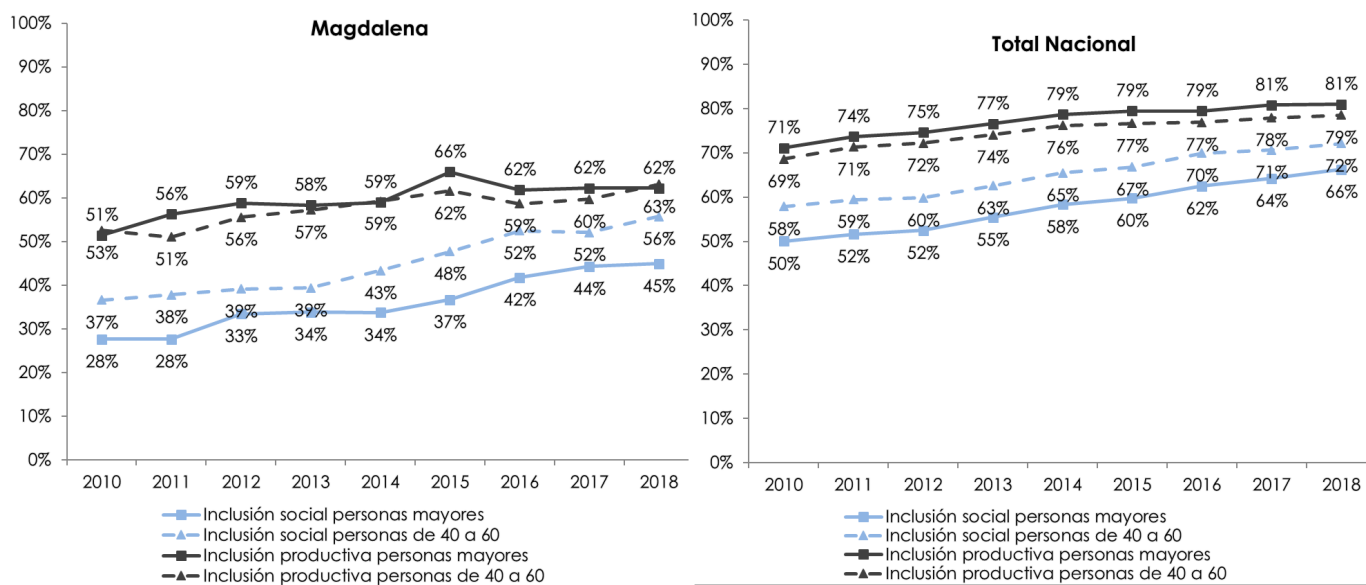 Magdalena
100%
90%
80%
70%
60%
50%
40%
30%
20%
10%
0%
51% 56% 59% 58% 59% 66% 62% 62% 62%
53% 51% 56% 57% 59% 62% 59% 60% 63%
37% 38% 39% 39% 43% 48% 52% 52% 56%
28% 28% 33% 34% 34% 37% 42% 44% 45%
2010 2011 2012 2013 2014 2015 2016 2017 2018
Inclusión social personas mayores
Inclusión social personas de 40 a 60
Inclusión productiva personas mayores
Inclusión productiva personas de 40 a 60
Total Nacional
100%
90%
80%
70%
60%
50%
40%
30%
20%
10%
0%
71% 74% 75% 77% 79% 79% 79% 81% 81%
69% 71% 72% 74% 76% 77% 77% 78% 79%
58% 59% 60% 63% 65% 67% 70% 71% 72%
50% 52% 52% 55% 58% 60% 62% 64% 66%
2010 2011 2012 2013 2014 2015 2016 2017 2018
Inclusión social personas mayores
Inclusión social personas de 40 a 60
Inclusión productiva personas mayores
Inclusión productiva personas de 40 a 60